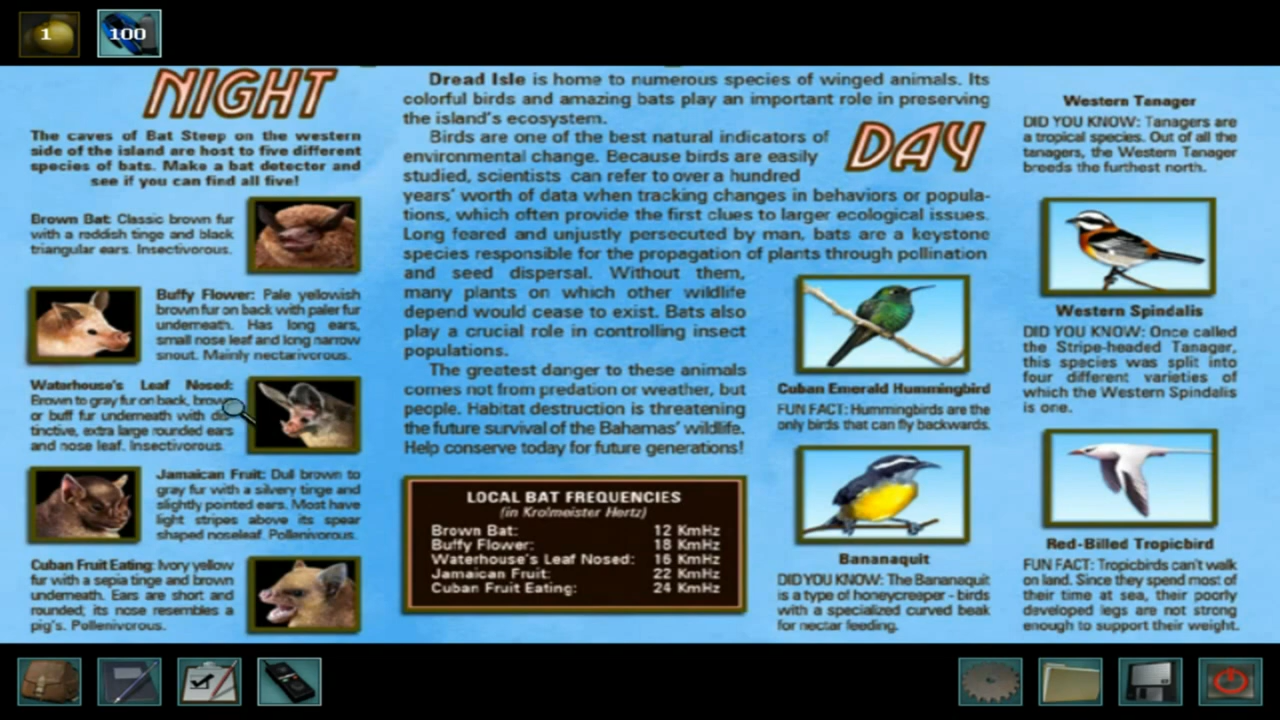 1
100
NIGHT
The caves of Bat Steep on the western
side of the island are host to five different
species of bats. Make a bat detector and
see if you can find all five!
Brown Bat: Classic brown fur
with a reddish tinge and black
triangular ears. Insectivorous.
Buffy Flower: Pale yellowish
brown fur on back with paler fur
underneath. Has long ears,
small nose leaf and long narrow
snout. Mainly nectarivorous.
Waterhouse's Leaf Nosed:
Brown to gray fur on back, brown
or buff fur underneath with dis-
tinctive, extra large rounded ears
and nose leaf. Insectivorous.
Jamaican Fruit: Dull brown to
gray fur with a silvery tinge and
slightly pointed ears. Most have
light stripes above its spear
shaped noseleaf. Pollenivorous.
Cuban Fruit Eating: Ivory yellow
fur with a sepia tinge and brown
underneath. Ears are short and
rounded; its nose resembles a
pig's. Pollenivorous.
Dread Isle is home to numerous species of winged animals. Its
colorful birds and amazing bats play an important role in preserving
the island's ecosystem.
Birds are one of the best natural indicators of
environmental change. Because birds are easily
studied, scientists can refer to over a hundred
years' worth of data when tracking changes in behaviors or popula-
tions, which often provide the first clues to larger ecological issues.
Long feared and unjustly persecuted by man, bats are a keystone
species responsible for the propagation of plants through pollination
and seed dispersal. Without them,
many plants on which other wildlife
depend would cease to exist. Bats also
play a crucial role in controlling insect
populations.
The greatest danger to these animals
comes not from predation or weather, but
people. Habitat destruction is threatening
the future survival of the Bahamas' wildlife.
Help conserve today for future generations!
LOCAL BAT FREQUENCIES
(in Krolmeister Hertz)
Brown Bat: 12 KmHz
Buffy Flower: 18 KmHz
Waterhouse's Leaf Nosed: 16 KmHz
Jamaican Fruit: 22 KmHz
Cuban Fruit Eating: 24 KmHz
DAY
Cuban Emerald Hummingbird
FUN FACT: Hummingbirds are the
only birds that can fly backwards.
Bananaquit
DID YOU KNOW: The Bananaquit
is a type of honeycreeper - birds
with a specialized curved beak
for nectar feeding.
Western Tanager
DID YOU KNOW: Tanagers are
a tropical species. Out of all the
tanagers, the Western Tanager
breeds the furthest north.
Western Spindalis
DID YOU KNOW: Once called
the Stripe-headed Tanager,
this species was split into
four different varieties of
which the Western Spindalis
is one.
Red-Billed Tropicbird
FUN FACT: Tropicbirds can't walk
on land. Since they spend most of
their time at sea, their poorly
developed legs are not strong
enough to support their weight.